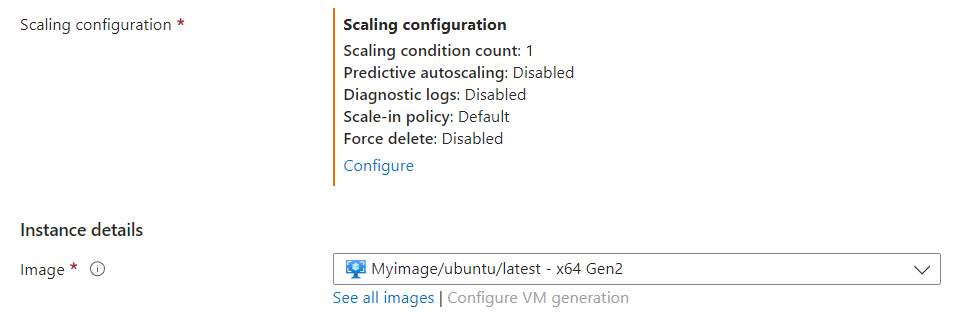 Scaling configuration *
Scaling configuration
Scaling condition count: 1
Predictive autoscaling: Disabled
Diagnostic logs: Disabled
Scale-in policy: Default
Force delete: Disabled
Configure
Instance details
Image *
Myimage/ubuntu/latest - x64 Gen2
See all images | Configure VM generation